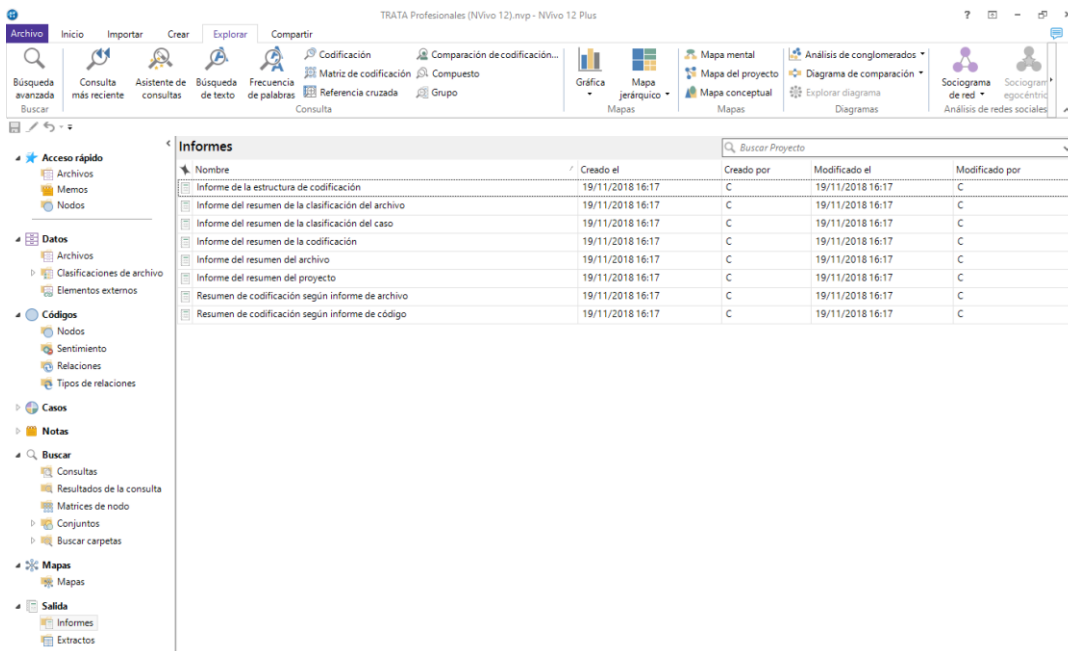 TRATA Profesionales (NVivo 12).nvp - NVivo 12 Plus
Archivo Inicio Importar Crear Explorar Compartir
Búsqueda avanzada
Buscar
Consulta más reciente
Asistente de consultas
Búsqueda de texto
Frecuencia de palabras
Codificación
Matriz de codificación
Referencia cruzada
Comparación de codificación...
Compuesto
Grupo
Consulta
Gráfica
Mapa jerárquico
Mapas
Mapa mental
Mapa del proyecto
Mapa conceptual
Mapas
Análisis de conglomerados
Diagrama de comparación
Explorar diagrama
Diagramas
Sociograma de red
Sociogram egocéntric
Análisis de redes sociales
Acceso rápido
Archivos
Memos
Nodos
Datos
Archivos
Clasificaciones de archivo
Elementos externos
Códigos
Nodos
Sentimiento
Relaciones
Tipos de relaciones
Casos
Notas
Buscar
Consultas
Resultados de la consulta
Matrices de nodo
Conjuntos
Buscar carpetas
Mapas
Mapas
Salida
Informes
Extractos
Informes
Buscar Proyecto
Nombre Creado el Creado por Modificado el Modificado por
Informe de la estructura de codificación 19/11/2018 16:17 C 19/11/2018 16:17 C
Informe del resumen de la clasificación del archivo 19/11/2018 16:17 C 19/11/2018 16:17 C
Informe del resumen de la clasificación del caso 19/11/2018 16:17 C 19/11/2018 16:17 C
Informe del resumen de la codificación 19/11/2018 16:17 C 19/11/2018 16:17 C
Informe del resumen del archivo 19/11/2018 16:17 C 19/11/2018 16:17 C
Informe del resumen del proyecto 19/11/2018 16:17 C 19/11/2018 16:17 C
Resumen de codificación según informe de archivo 19/11/2018 16:17 C 19/11/2018 16:17 C
Resumen de codificación según informe de código 19/11/2018 16:17 C 19/11/2018 16:17 C